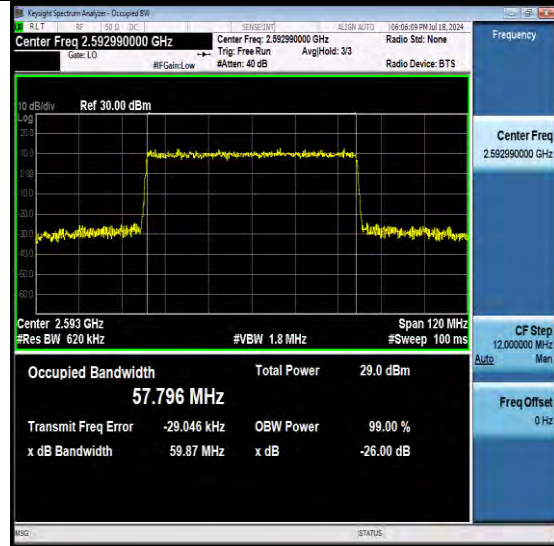 Keysight Spectrum Analyzer - Occupied BW
RLT RF 50 Ω DC SENSE:INT ALIGN AUTO 06:06:09 PM Jul 18, 2024
Center Freq 2.592990000 GHz Center Freq: 2.592990000 GHz Radio Std: None
Gate: LO Trig: Free Run Avg|Hold: 3/3
#IFGain:Low #Atten: 40 dB Radio Device: BTS
Frequency
10 dB/div Ref 30.00 dBm
Log
20.0
10.0
0.00
-10.0
-20.0
-30.0
-40.0
-50.0
-60.0
Center 2.593 GHz Span 120 MHz
#Res BW 620 kHz #VBW 1.8 MHz #Sweep 100 ms
Occupied Bandwidth Total Power 29.0 dBm
57.796 MHz
Transmit Freq Error -29.046 kHz OBW Power 99.00 %
x dB Bandwidth 59.87 MHz x dB -26.00 dB
Center Freq
2.592990000 GHz
CF Step
12.000000 MHz
Auto Man
Freq Offset
0 Hz
MSG STATUS